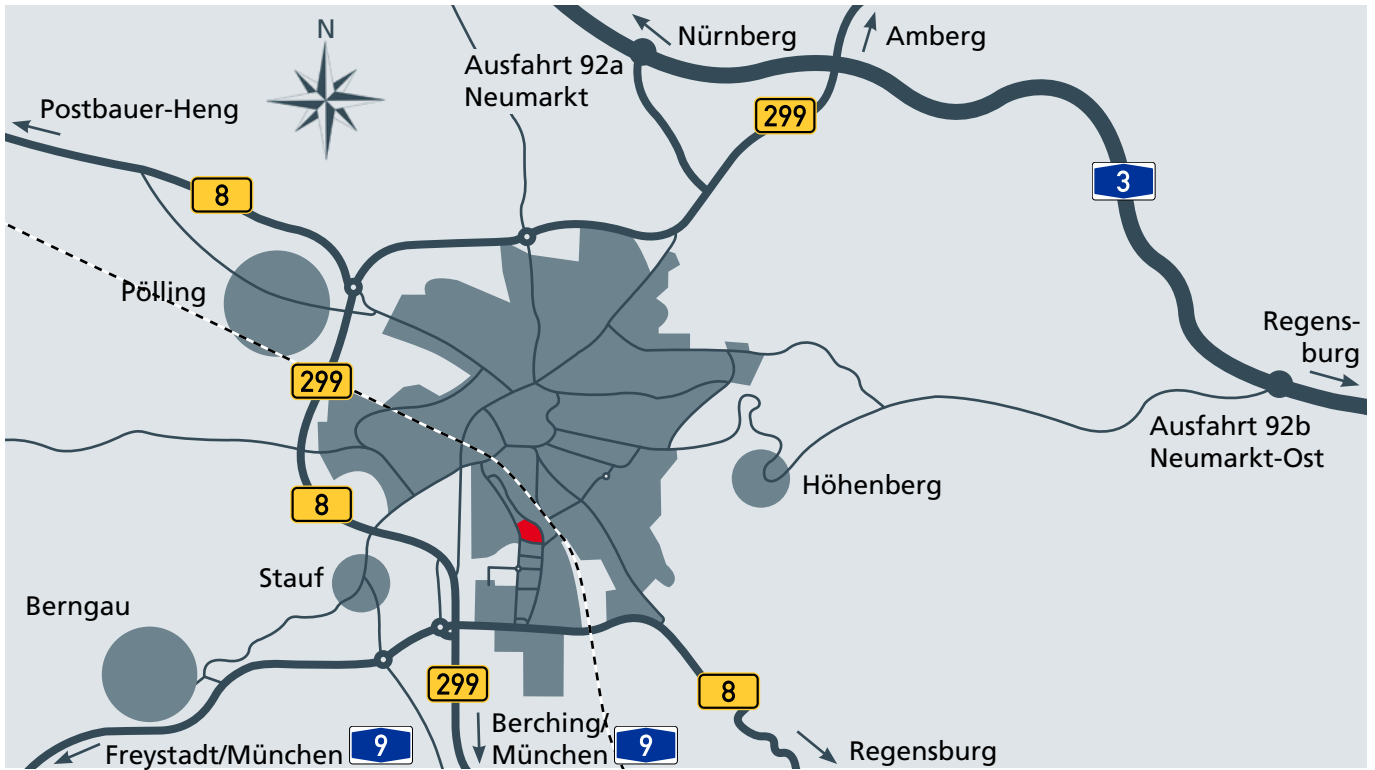 N
Nürnberg
Amberg
Ausfahrt 92a
Neumarkt
Postbauer-Heng
299
8
3
Pölling
Regens-
burg
299
Ausfahrt 92b
Neumarkt-Ost
Höhenberg
8
Stauf
Berngau
299
8
Berching/
München
9
Freystadt/München
9
Regensburg